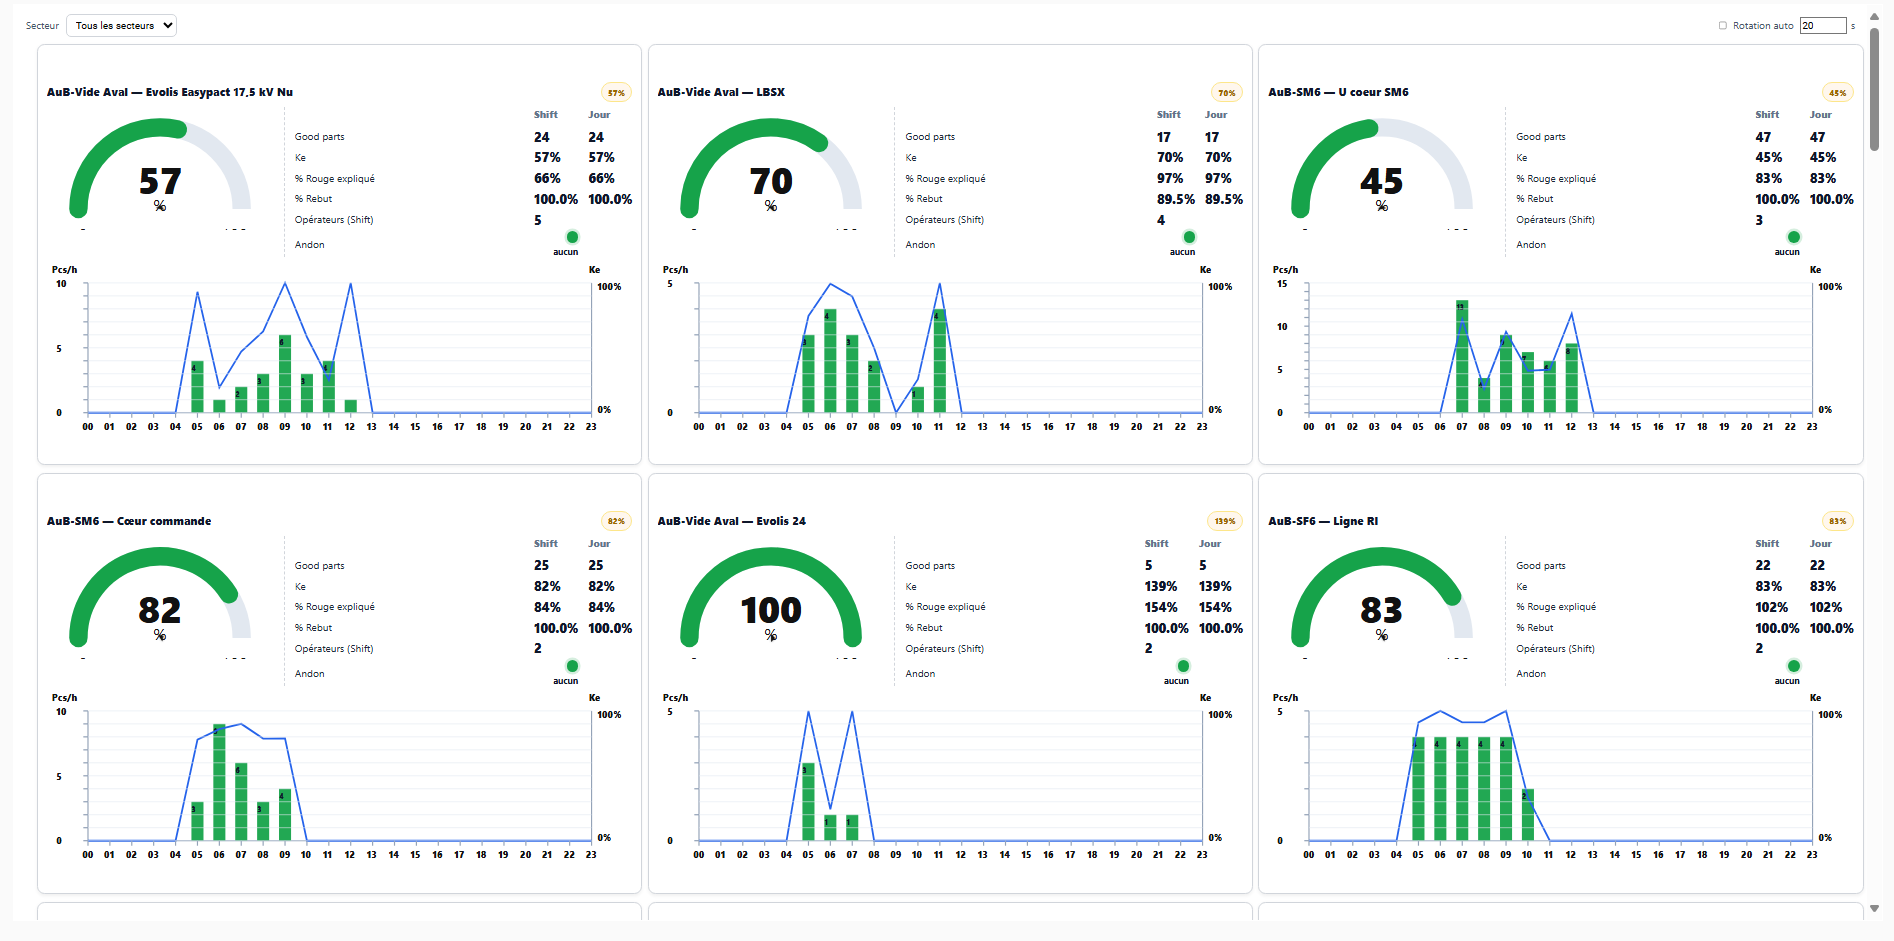 Secteur Tous les secteurs Rotation auto 20 s
AuB-Vide Aval — Evolis Easypact 17,5 kV Nu 57%
Shift Jour
Good parts 24 24
Ke 57% 57%
% Rouge expliqué 66% 66%
% Rebut 100.0% 100.0%
Opérateurs (Shift) 5
Andon aucun
57
%
Pcs/h Ke
10 100%
5
0 0%
00 01 02 03 04 05 06 07 08 09 10 11 12 13 14 15 16 17 18 19 20 21 22 23
4 2 3 6 3 4
AuB-Vide Aval — LBSX 70%
Shift Jour
Good parts 17 17
Ke 70% 70%
% Rouge expliqué 97% 97%
% Rebut 89.5% 89.5%
Opérateurs (Shift) 4
Andon aucun
70
%
Pcs/h Ke
5 100%
0 0%
00 01 02 03 04 05 06 07 08 09 10 11 12 13 14 15 16 17 18 19 20 21 22 23
3 4 3 2 1 4
AuB-SM6 — U coeur SM6 45%
Shift Jour
Good parts 47 47
Ke 45% 45%
% Rouge expliqué 83% 83%
% Rebut 100.0% 100.0%
Opérateurs (Shift) 3
Andon aucun
45
%
Pcs/h Ke
15 100%
10
5
0 0%
00 01 02 03 04 05 06 07 08 09 10 11 12 13 14 15 16 17 18 19 20 21 22 23
13 4 9 7 8
AuB-SM6 — Cœur commande 82%
Shift Jour
Good parts 25 25
Ke 82% 82%
% Rouge expliqué 84% 84%
% Rebut 100.0% 100.0%
Opérateurs (Shift) 2
Andon aucun
82
%
Pcs/h Ke
10 100%
5
0 0%
00 01 02 03 04 05 06 07 08 09 10 11 12 13 14 15 16 17 18 19 20 21 22 23
3 6 3 4
AuB-Vide Aval — Evolis 24 139%
Shift Jour
Good parts 5 5
Ke 139% 139%
% Rouge expliqué 154% 154%
% Rebut 100.0% 100.0%
Opérateurs (Shift) 2
Andon aucun
100
%
Pcs/h Ke
5 100%
0 0%
00 01 02 03 04 05 06 07 08 09 10 11 12 13 14 15 16 17 18 19 20 21 22 23
3 1 1
AuB-SF6 — Ligne RI 83%
Shift Jour
Good parts 22 22
Ke 83% 83%
% Rouge expliqué 102% 102%
% Rebut 100.0% 100.0%
Opérateurs (Shift) 2
Andon aucun
83
%
Pcs/h Ke
5 100%
0 0%
00 01 02 03 04 05 06 07 08 09 10 11 12 13 14 15 16 17 18 19 20 21 22 23
4 4 4 4 4 2